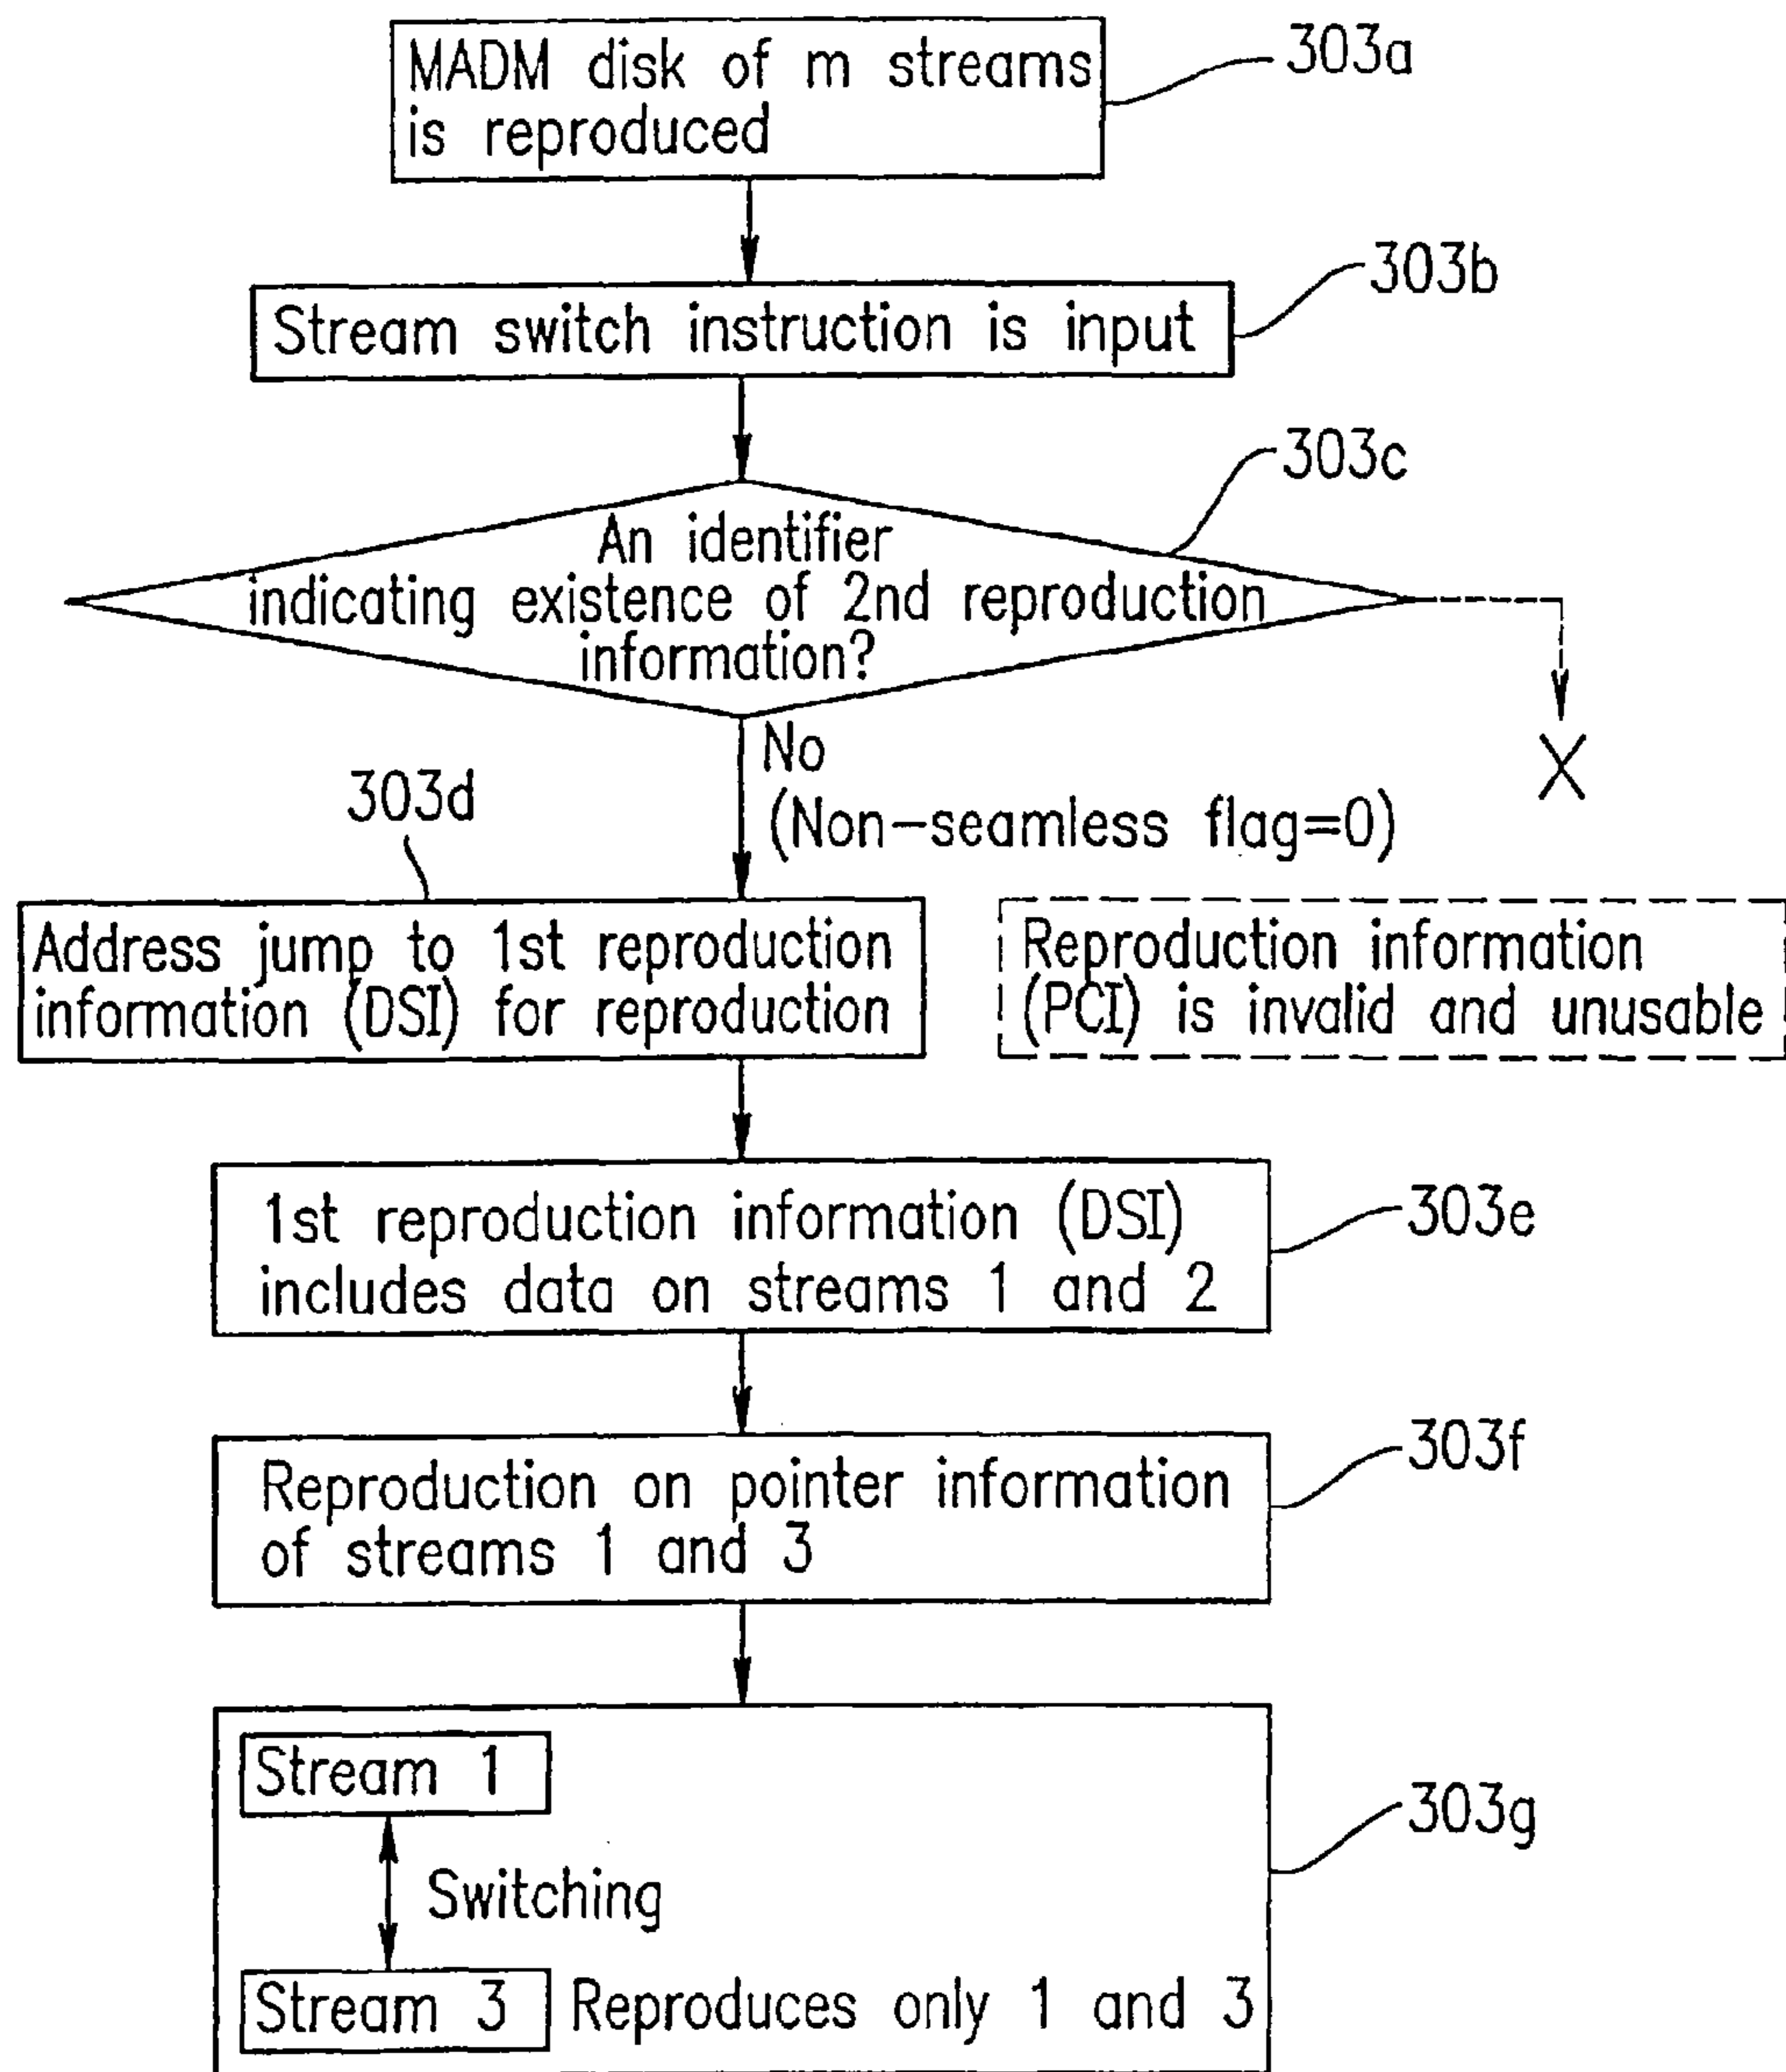 MADM disk of m streams
is reproduced
303a
Stream switch instruction is input
303b
303c
An identifier
indicating existence of 2nd reproduction
information?
No
(Non-seamless flag=0)
X
303d
Address jump to 1st reproduction
information (DSI) for reproduction
Reproduction information
(PCI) is invalid and unusable
1st reproduction information (DSI)
includes data on streams 1 and 2
303e
Reproduction on pointer information
of streams 1 and 3
303f
Stream 1
Switching
303g
Stream 3
Reproduces only 1 and 3